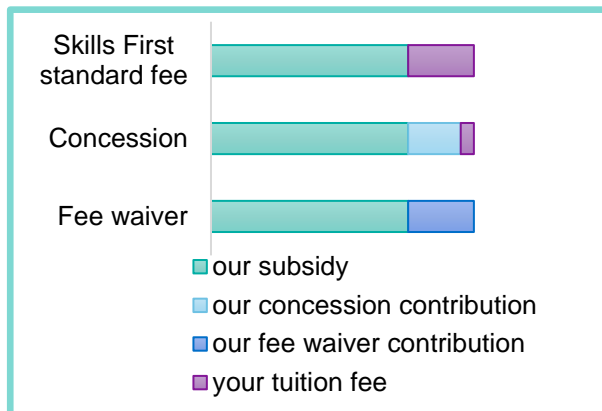 Skills First
standard fee
Concession
Fee waiver
our subsidy
our concession contribution
our fee waiver contribution
your tuition fee